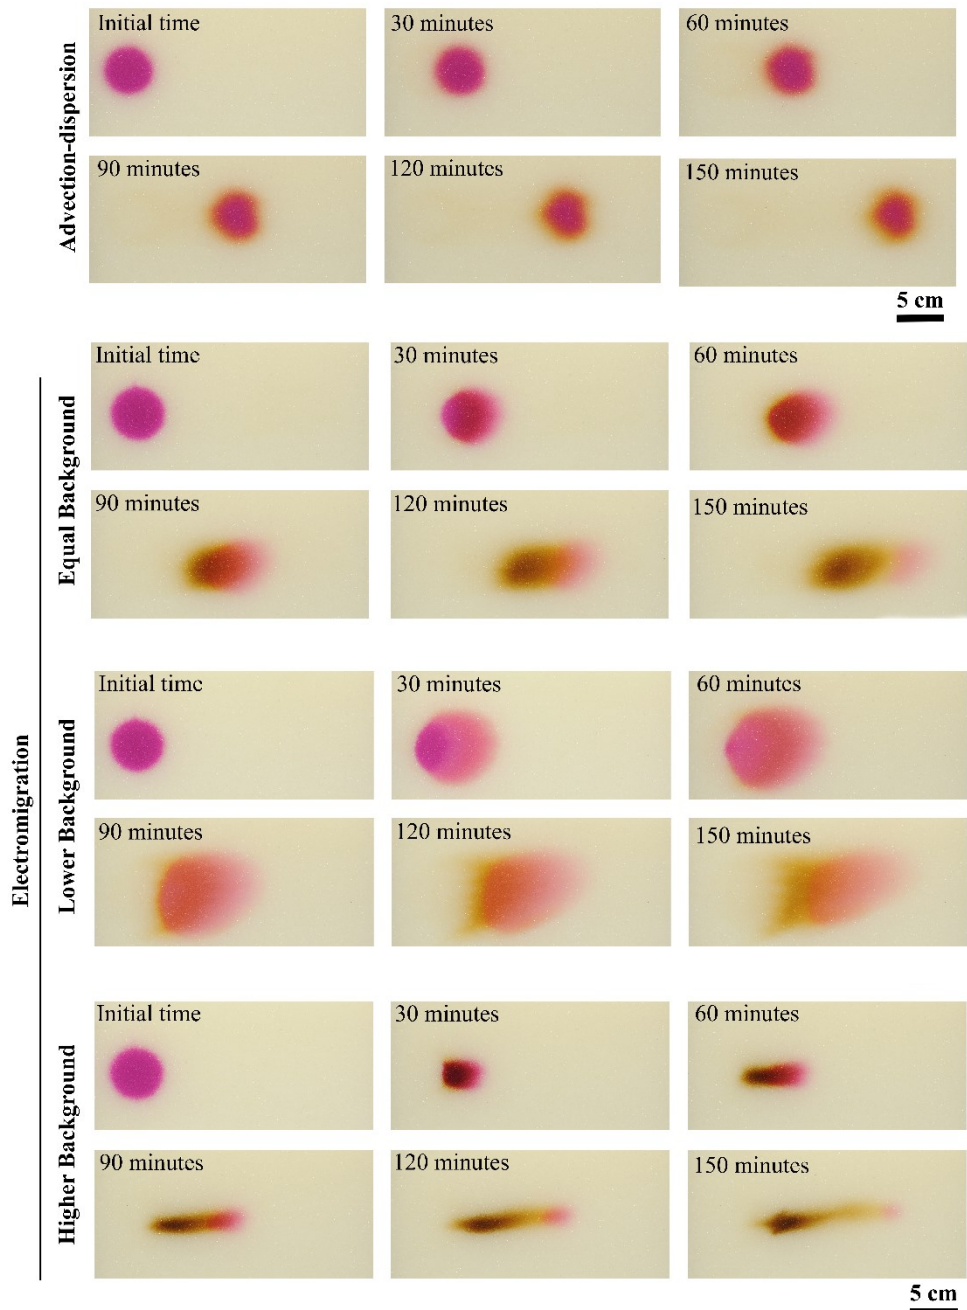 Advection-dispersion
Initial time
30 minutes
60 minutes
90 minutes
120 minutes
150 minutes
5 cm
Electromigration
Equal Background
Initial time
30 minutes
60 minutes
90 minutes
120 minutes
150 minutes
Lower Background
Initial time
30 minutes
60 minutes
90 minutes
120 minutes
150 minutes
Higher Background
Initial time
30 minutes
60 minutes
90 minutes
120 minutes
150 minutes
5 cm